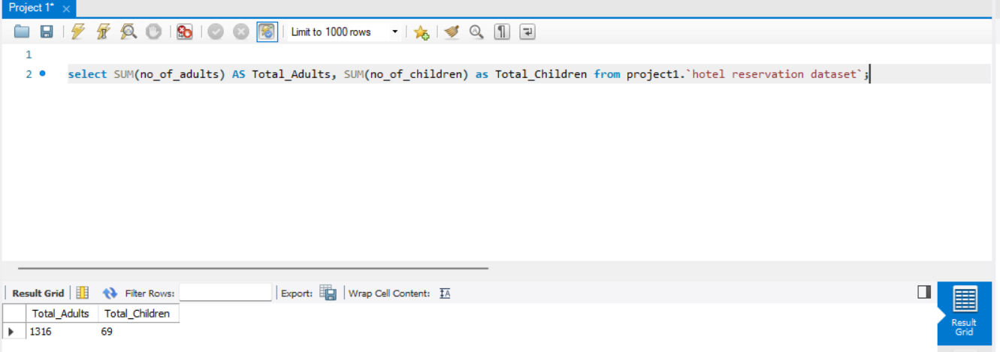 Project 1*
Limit to 1000 rows
1
2 select SUM(no_of_adults) AS Total_Adults, SUM(no_of_children) as Total_Children from project1.`hotel reservation dataset`;
Result Grid Filter Rows: Export: Wrap Cell Content: IA
Total_Adults Total_Children
1316 69
Result
Grid